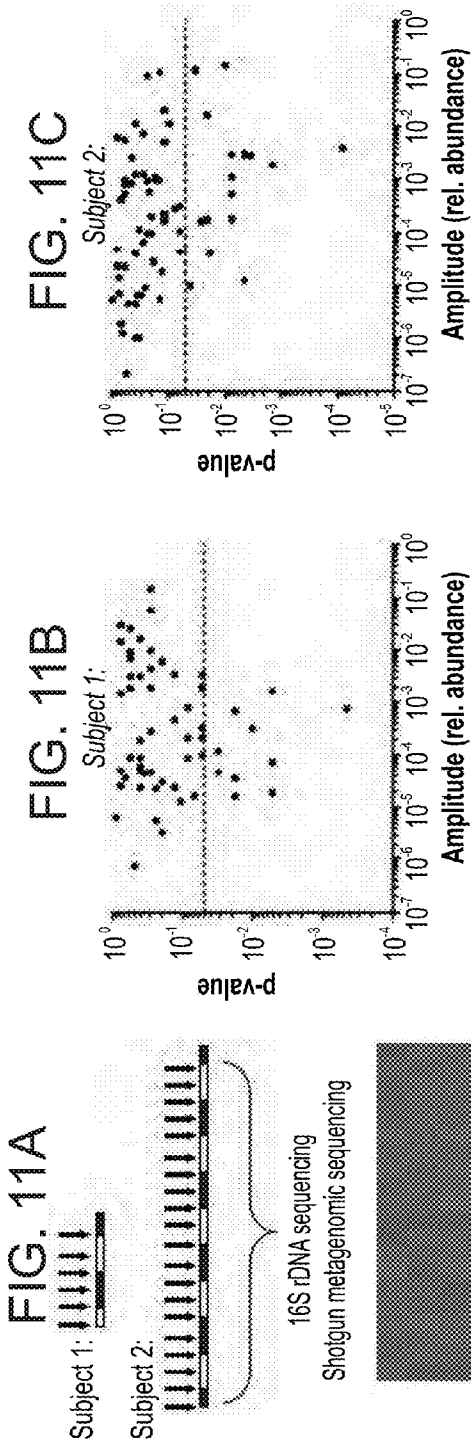 FIG. 11A
Subject 1:
Subject 2:
16S rDNA sequencing
Shotgun metagenomic sequencing
FIG. 11B
Subject 1:
p-value
10⁰
10⁻¹
10⁻²
10⁻³
10⁻⁴
10⁻⁷
10⁻⁶
10⁻⁵
10⁻⁴
10⁻³
10⁻²
10⁻¹
10⁰
Amplitude (rel. abundance)
FIG. 11C
Subject 2:
p-value
10⁰
10⁻¹
10⁻²
10⁻³
10⁻⁴
10⁻⁵
10⁻⁷
10⁻⁶
10⁻⁵
10⁻⁴
10⁻³
10⁻²
10⁻¹
10⁰
Amplitude (rel. abundance)